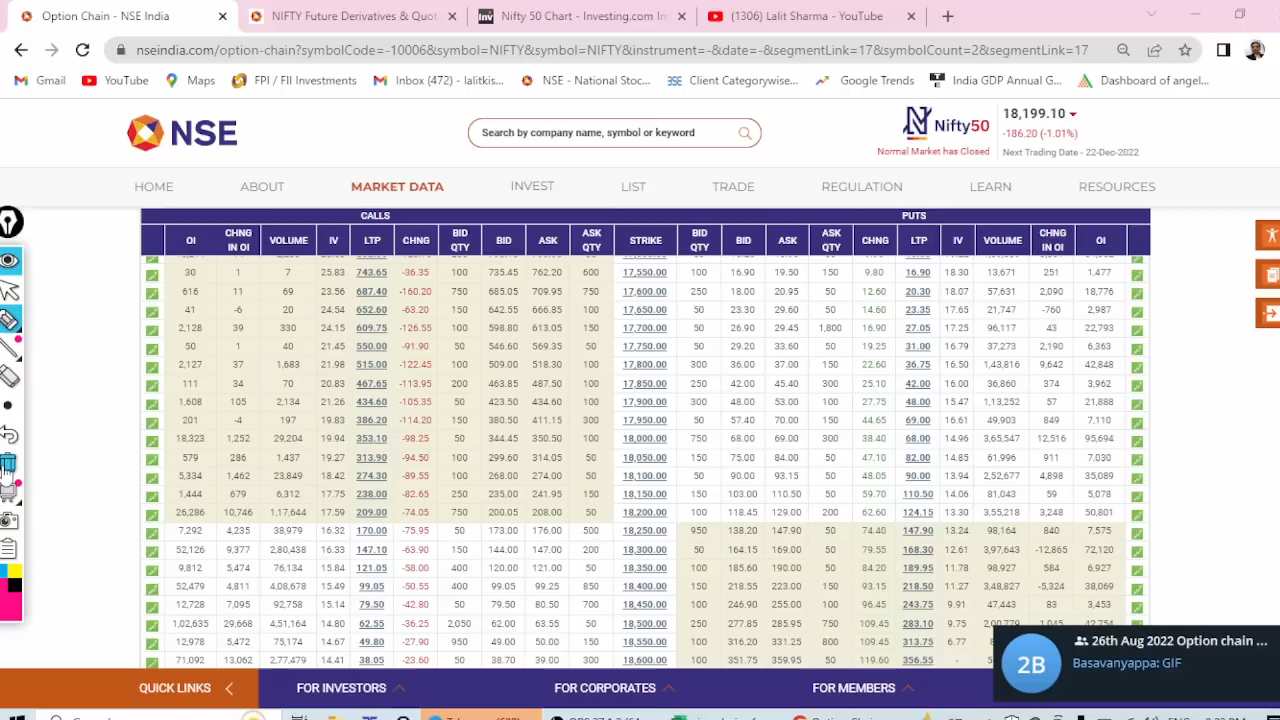 Option Chain - NSE India
NIFTY Future Derivatives & Quot
Nifty 50 Chart - Investing.com In
(1306) Lalit Sharma - YouTube
nseindia.com/option-chain?symbolCode=-10006&symbol=NIFTY&symbol=NIFTY&instrument=-&date=-&segmentLink=17&symbolCount=2&segmentLink=17
Gmail YouTube Maps FPI / FII Investments Inbox (472) - lalitkis... NSE - National Stoc... Client Categorywise... Google Trends India GDP Annual G... Dashboard of angel...
NSE
Search by company name, symbol or keyword
Nifty50
Normal Market has Closed
18,199.10
-186.20 (-1.01%)
Next Trading Date - 22-Dec-2022
HOME ABOUT MARKET DATA INVEST LIST TRADE REGULATION LEARN RESOURCES
CALLS PUTS
OI CHNG IN OI VOLUME IV LTP CHNG BID QTY BID ASK ASK QTY STRIKE BID QTY BID ASK ASK QTY CHNG LTP IV VOLUME CHNG IN OI OI
30 1 7 25.83 743.65 -36.35 100 735.45 762.20 600 17,550.00 100 16.90 19.50 150 9.80 16.90 18.30 13,671 251 1,477
616 11 69 23.56 687.40 -160.20 750 685.05 709.95 750 17,600.00 250 18.00 20.95 50 12.60 20.30 18.07 57,631 2,090 18,776
41 -6 20 24.54 652.60 -63.20 150 642.55 666.85 100 17,650.00 50 23.30 29.60 50 14.60 23.35 17.65 21,747 -760 2,987
2,128 39 330 24.15 609.75 -126.55 100 598.80 613.05 150 17,700.00 50 26.90 29.45 1,800 16.90 27.05 17.25 96,117 43 22,793
50 1 40 21.45 550.00 -91.90 50 546.60 569.35 50 17,750.00 50 29.20 33.60 50 19.25 31.00 16.79 37,273 2,190 6,363
2,127 37 1,683 21.98 515.00 -122.45 100 509.00 518.30 100 17,800.00 300 36.00 37.00 150 22.60 36.75 16.50 1,43,816 9,642 42,848
111 34 70 20.83 467.65 -113.95 200 463.85 487.50 100 17,850.00 250 42.00 45.40 300 25.10 42.00 16.00 36,860 374 3,962
1,608 105 2,134 21.26 434.60 -105.35 50 423.50 434.60 100 17,900.00 300 48.00 53.00 100 27.75 48.00 15.47 1,13,252 57 21,888
201 -4 197 19.83 386.20 -114.20 150 380.50 411.15 300 17,950.00 50 57.40 70.00 150 44.65 69.00 16.61 49,903 849 7,110
18,323 1,252 29,204 19.94 353.10 -98.25 50 344.45 350.50 100 18,000.00 750 68.00 69.00 300 38.40 68.00 14.96 3,65,547 12,516 95,694
579 286 1,437 19.27 313.90 -94.50 100 299.60 314.05 50 18,050.00 150 75.00 84.00 300 47.10 82.00 14.85 61,996 911 7,030
5,334 1,462 23,849 18.42 274.30 -89.55 100 268.00 274.00 50 18,100.00 50 90.00 93.15 50 48.05 90.00 13.94 2,52,677 4,898 35,089
1,444 679 6,312 17.75 238.00 -82.65 250 235.00 241.95 50 18,150.00 150 103.00 110.50 50 59.70 110.50 14.06 81,043 59 5,078
26,286 10,746 1,17,644 17.59 209.00 -74.05 750 200.05 208.00 50 18,200.00 100 118.45 129.00 200 62.60 124.15 13.30 3,55,218 3,248 50,801
7,292 4,235 38,979 16.32 170.00 -75.95 50 173.00 176.00 500 18,250.00 950 138.20 147.90 50 74.40 147.90 13.24 98,164 840 7,575
52,126 9,377 2,80,438 16.33 147.10 -63.90 150 144.00 147.00 200 18,300.00 50 164.15 169.00 50 79.55 168.30 12.61 3,97,643 -12,865 72,120
9,812 5,474 76,134 15.84 121.05 -58.00 400 120.00 121.00 50 18,350.00 100 185.60 190.00 50 84.20 189.95 11.78 98,927 584 6,927
52,479 4,811 4,08,678 15.49 99.05 -50.55 400 99.05 99.25 850 18,400.00 150 218.55 223.00 150 93.15 218.50 11.27 3,48,827 -5,324 38,069
12,728 7,095 92,758 15.14 79.50 -42.80 50 79.50 80.50 700 18,450.00 100 246.90 255.00 100 96.45 243.75 9.91 47,443 83 3,453
1,02,635 29,668 4,51,164 14.80 62.55 -36.25 2,050 62.00 63.55 50 18,500.00 250 277.85 285.95 750 109.45 283.10 9.75
12,978 5,472 75,174 14.67 49.80 -27.90 950 49.00 50.00 150 18,550.00 100 316.20 331.25 800 109.45 313.75 6.77
71,092 13,062 2,77,479 14.41 38.05 -23.60 50 38.70 39.00 300 18,600.00 100 351.75 359.95 50 119.60 356.55 -
2B
26th Aug 2022 Option chain ...
Basavanyappa: GIF
QUICK LINKS FOR INVESTORS FOR CORPORATES FOR MEMBERS